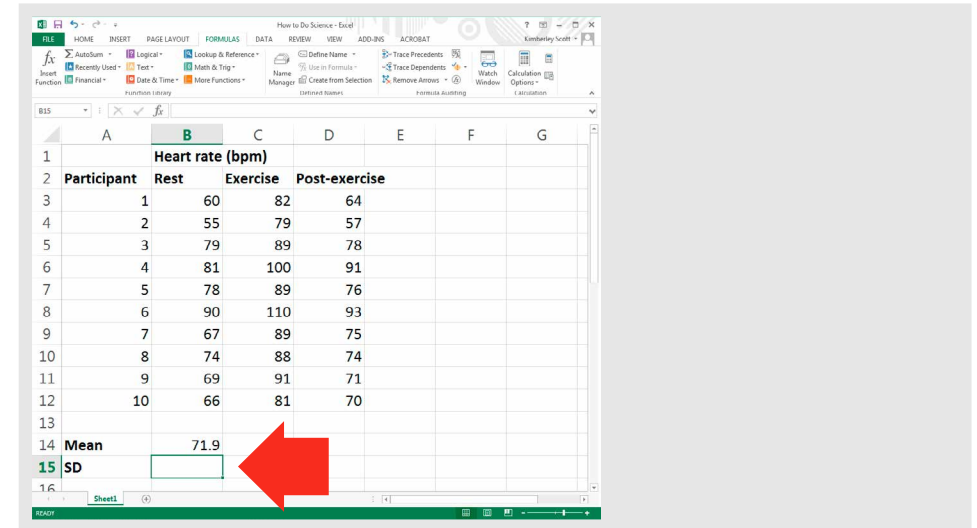 How to Do Science - Excel
FILE HOME INSERT PAGE LAYOUT FORMULAS DATA REVIEW VIEW ADD-INS ACROBAT Kimberley Scott
AutoSum Logical Lookup & Reference Define Name Trace Precedents
Recently Used Text Math & Trig Use in Formula Trace Dependents
Financial Date & Time More Functions Create from Selection Remove Arrows
Insert Function Name Manager Watch Window Calculation Options
Function Library Defined Names Formula Auditing Calculation
B15 fx
A B C D E F G
1 Heart rate (bpm)
2 Participant Rest Exercise Post-exercise
3 1 60 82 64
4 2 55 79 57
5 3 79 89 78
6 4 81 100 91
7 5 78 89 76
8 6 90 110 93
9 7 67 89 75
10 8 74 88 74
11 9 69 91 71
12 10 66 81 70
13
14 Mean 71.9
15 SD
16
Sheet1
READY